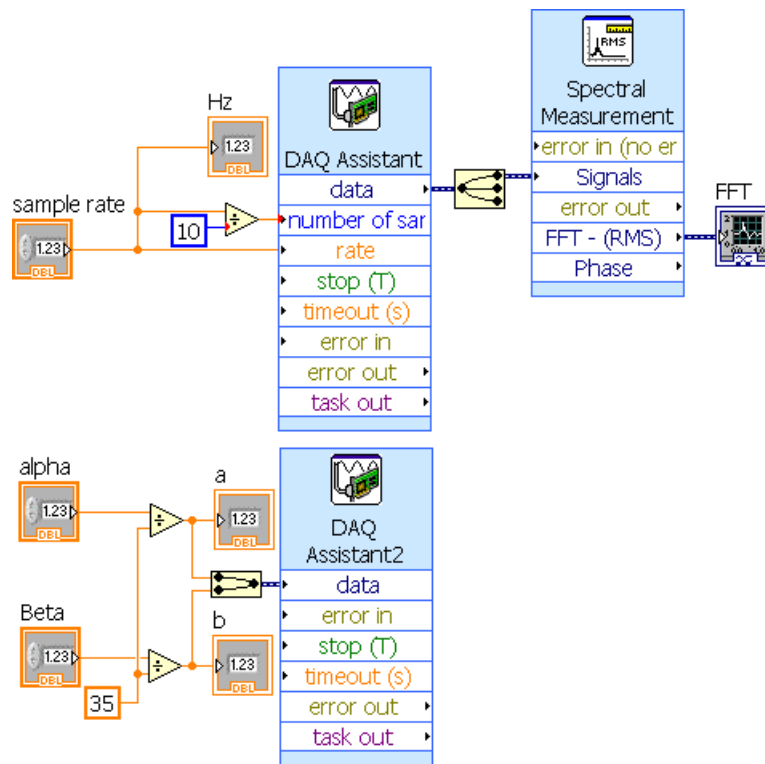 RMS
Spectral
Measurement
error in (no er
Signals
error out
FFT - (RMS)
Phase
FFT
Hz
1.23
DBL
DAQ Assistant
data
number of sar
rate
stop (T)
timeout (s)
error in
error out
task out
sample rate
1.23
DBL
10
alpha
1.23
DBL
a
1.23
DBL
Beta
1.23
DBL
b
1.23
DBL
35
DAQ
Assistant2
data
error in
stop (T)
timeout (s)
error out
task out